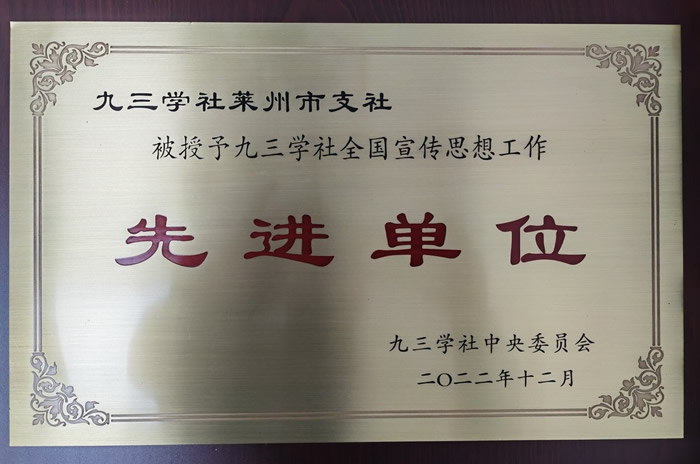 九三学社莱州市支社
被授予九三学社全国宣传思想工作
先进单位
九三学社中央委员会
二〇二二年十二月